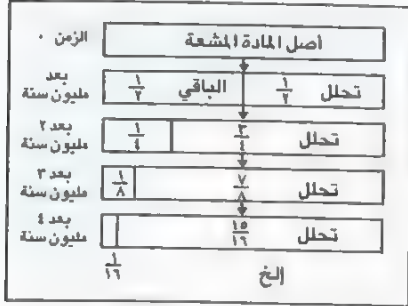 الزمن ٠ أصل المادة المشعة
بعد مليون سنة تحلل ١/٢ الباقي ١/٢
بعد ٢ مليون سنة تحلل ٣/٤ ١/٤
بعد ٣ مليون سنة تحلل ٧/٨ ١/٨
بعد ٤ مليون سنة تحلل ١٥/١٦
١/١٦
إلخ